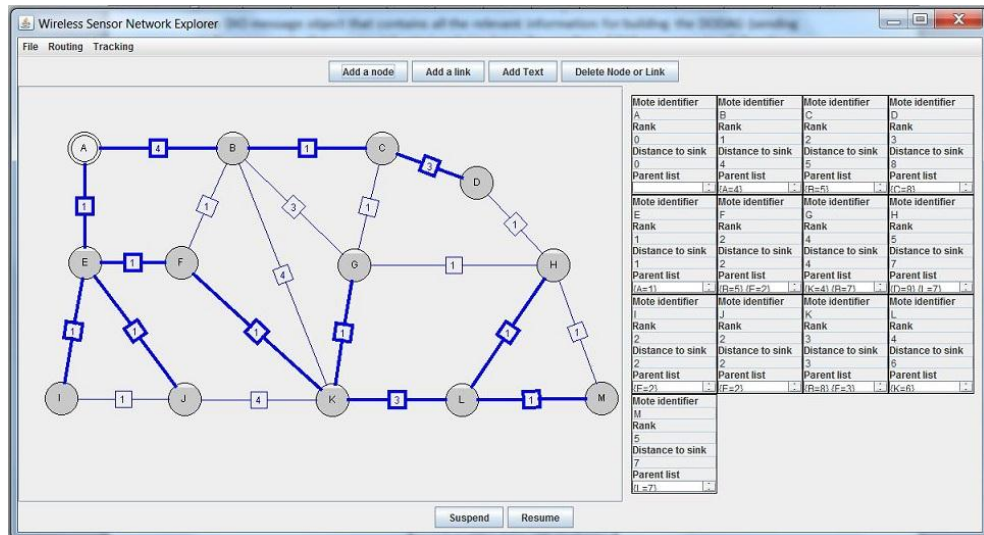 Wireless Sensor Network Explorer
File Routing Tracking
Add a node Add a link Add Text Delete Node or Link
A 4 B 1 C
3
D
1
1 3 1 1
4
E 1 F G 1 H
1 1 1 1 1 1
I 1 J 4 K 3 L 1 M
Mote identifier Mote identifier Mote identifier Mote identifier
A B C D
Rank Rank Rank Rank
0 1 2 3
Distance to sink Distance to sink Distance to sink Distance to sink
0 4 5 8
Parent list Parent list Parent list Parent list
{A=4} {B=5} {C=8}
Mote identifier Mote identifier Mote identifier Mote identifier
E F G H
Rank Rank Rank Rank
1 2 4 5
Distance to sink Distance to sink Distance to sink Distance to sink
1 2 4 7
Parent list Parent list Parent list Parent list
{A=1} {B=5} {E=2} {K=4} {B=7} {D=9} {L=7}
Mote identifier Mote identifier Mote identifier Mote identifier
I J K L
Rank Rank Rank Rank
2 2 3 4
Distance to sink Distance to sink Distance to sink Distance to sink
2 2 3 6
Parent list Parent list Parent list Parent list
{E=2} {E=2} {B=8} {F=3} {K=6}
Mote identifier
M
Rank
5
Distance to sink
7
Parent list
{L=7}
Suspend Resume